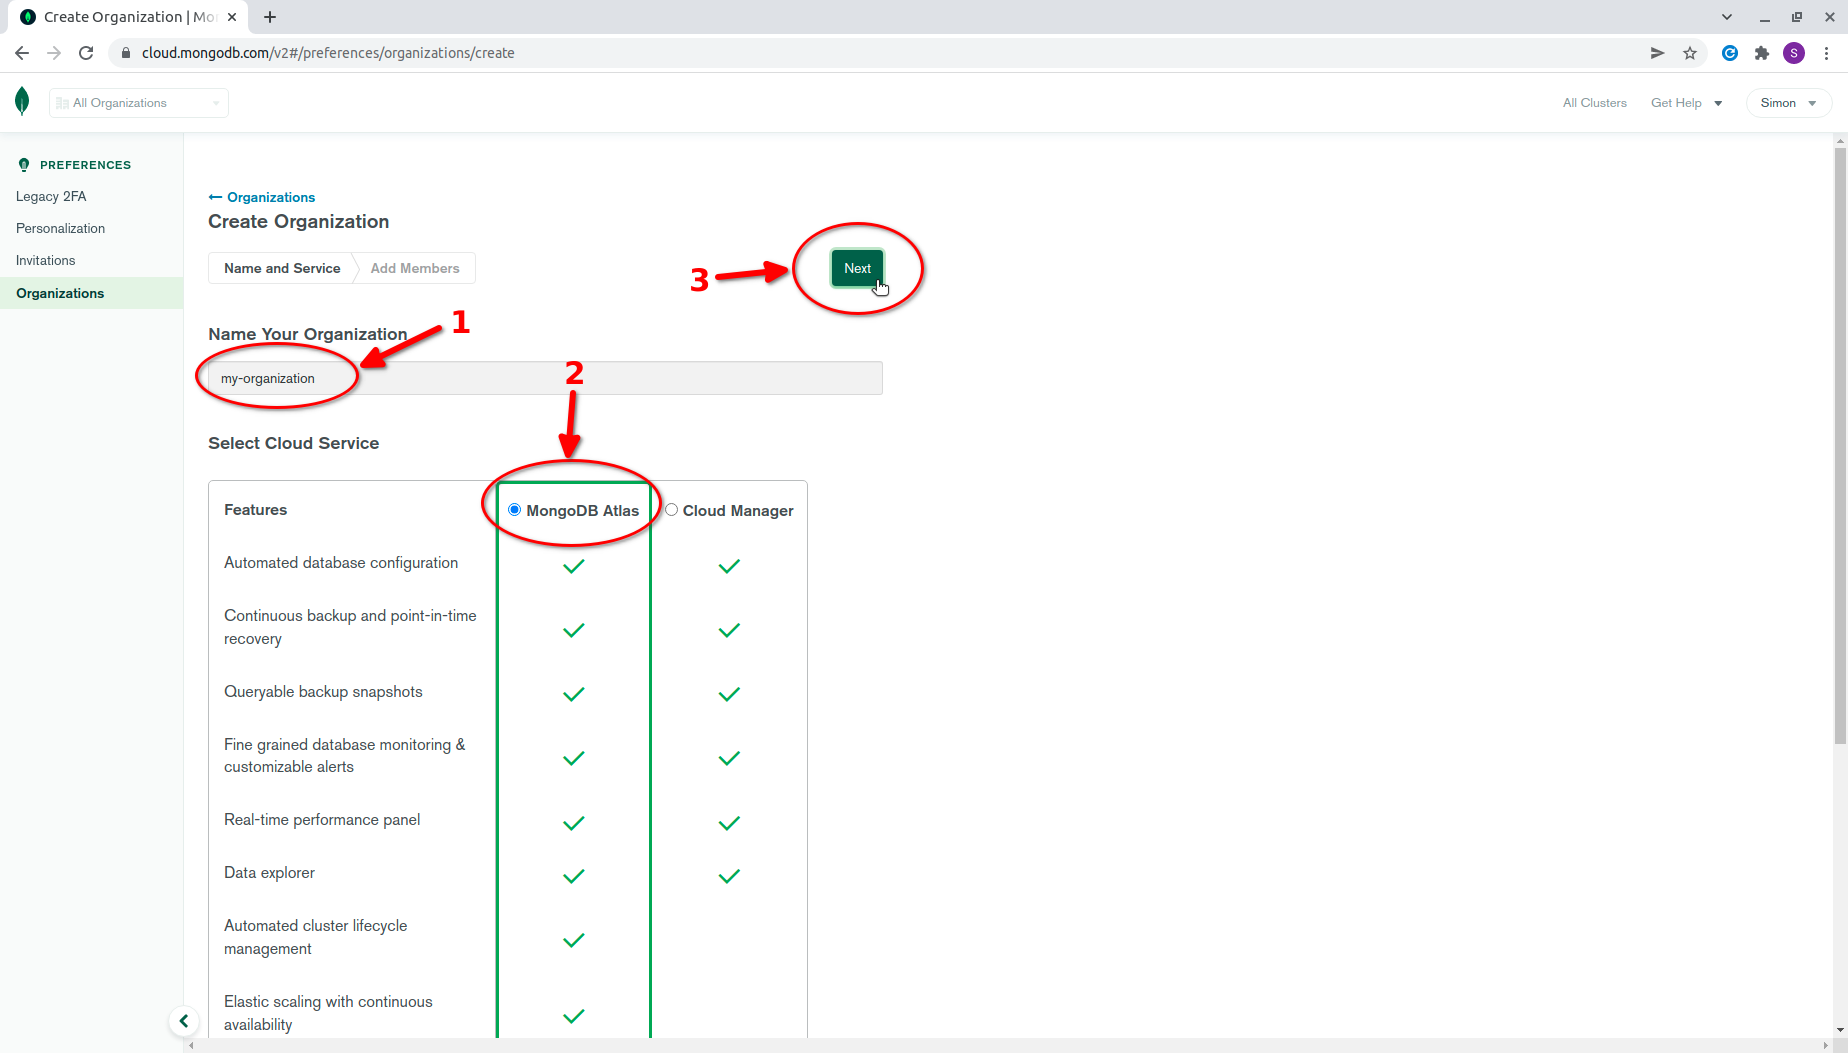 Create Organization | Mo
cloud.mongodb.com/v2#/preferences/organizations/create
S
All Organizations
All Clusters
Get Help
Simon
PREFERENCES
Legacy 2FA
Personalization
Invitations
Organizations
← Organizations
Create Organization
Name and Service
Add Members
3
Next
Name Your Organization
1
my-organization
2
Select Cloud Service
Features
MongoDB Atlas
Cloud Manager
Automated database configuration
Continuous backup and point-in-time
recovery
Queryable backup snapshots
Fine grained database monitoring &
customizable alerts
Real-time performance panel
Data explorer
Automated cluster lifecycle
management
Elastic scaling with continuous
availability